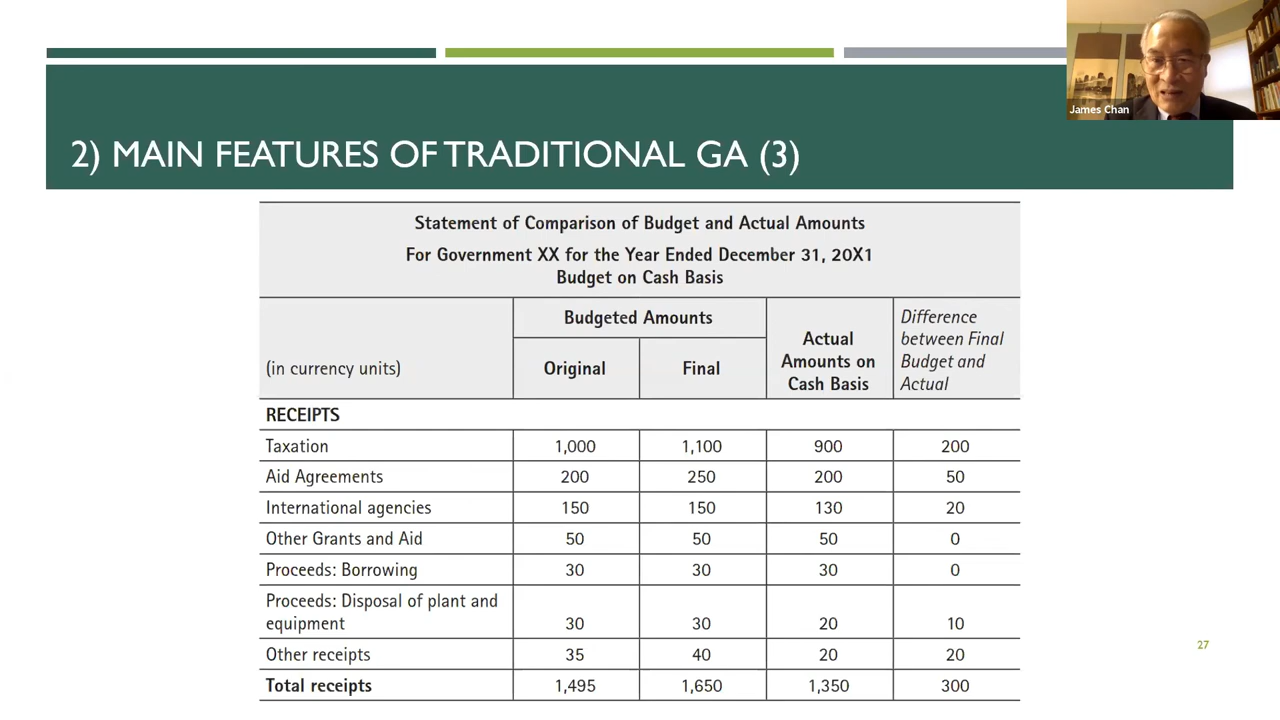 James Chan
2) MAIN FEATURES OF TRADITIONAL GA (3)
Statement of Comparison of Budget and Actual Amounts
For Government XX for the Year Ended December 31, 20X1
Budget on Cash Basis
(in currency units)
Budgeted Amounts
Original
Final
Actual
Amounts on
Cash Basis
Difference
between Final
Budget and
Actual
RECEIPTS
Taxation 1,000 1,100 900 200
Aid Agreements 200 250 200 50
International agencies 150 150 130 20
Other Grants and Aid 50 50 50 0
Proceeds: Borrowing 30 30 30 0
Proceeds: Disposal of plant and
equipment 30 30 20 10
Other receipts 35 40 20 20
Total receipts 1,495 1,650 1,350 300
27